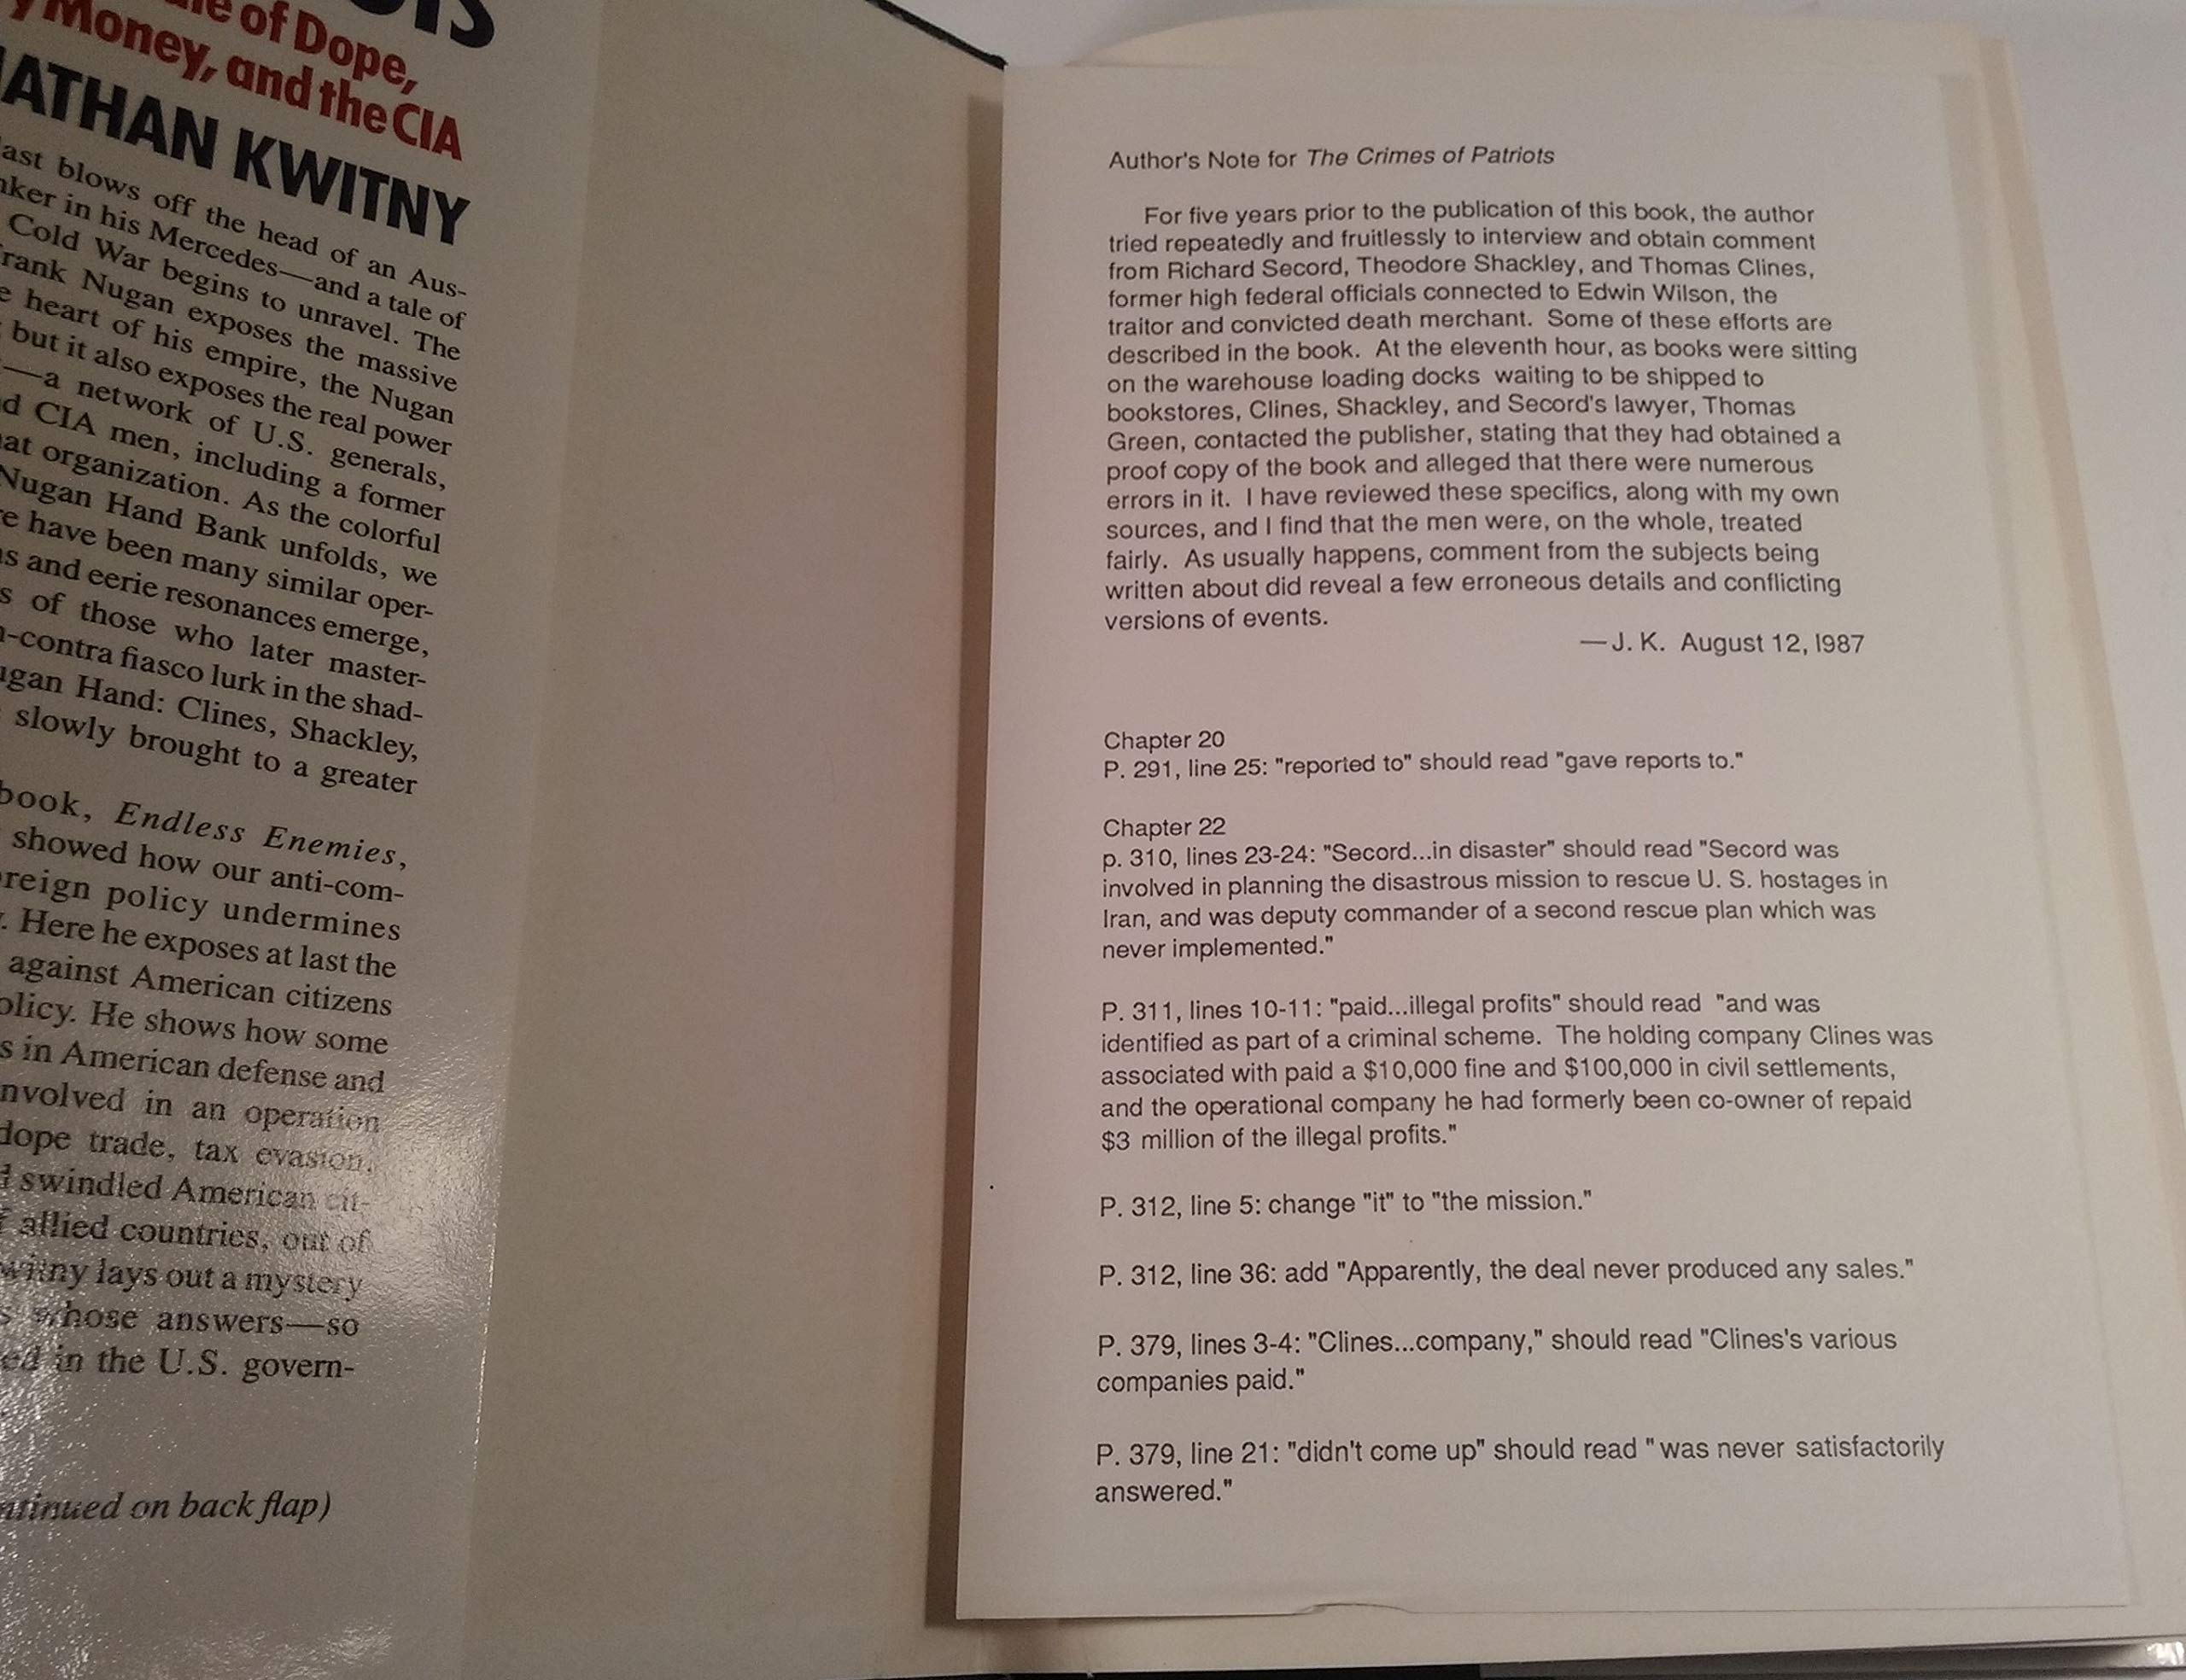 of Dope,
Money, and the CIA
KWITNY
blows off the head of an Aus-
in his Mercedes—and a tale of
Cold War begins to unravel. The
Nugan exposes the massive
heart of his empire, the Nugan
but it also exposes the real power
—a network of U.S. generals,
CIA men, including a former
organization. As the colorful
Nugan Hand Bank unfolds, we
have been many similar oper-
and eerie resonances emerge,
of those who later master-
-contra fiasco lurk in the shad-
Hand: Clines, Shackley,
slowly brought to a greater
book, Endless Enemies,
showed how our anti-com-
policy undermines
. Here he exposes at last the
against American citizens
. He shows how some
in American defense and
in an operation
dope trade, tax evasion,
swindled American cit-
allied countries, out of
lays out a mystery
whose answers—so
in the U.S. govern-
on back flap)
Author's Note for The Crimes of Patriots
For five years prior to the publication of this book, the author
tried repeatedly and fruitlessly to interview and obtain comment
from Richard Secord, Theodore Shackley, and Thomas Clines,
former high federal officials connected to Edwin Wilson, the
traitor and convicted death merchant. Some of these efforts are
described in the book. At the eleventh hour, as books were sitting
on the warehouse loading docks waiting to be shipped to
bookstores, Clines, Shackley, and Secord's lawyer, Thomas
Green, contacted the publisher, stating that they had obtained a
proof copy of the book and alleged that there were numerous
errors in it. I have reviewed these specifics, along with my own
sources, and I find that the men were, on the whole, treated
fairly. As usually happens, comment from the subjects being
written about did reveal a few erroneous details and conflicting
versions of events.
—J. K. August 12, 1987
Chapter 20
P. 291, line 25: "reported to" should read "gave reports to."
Chapter 22
p. 310, lines 23-24: "Secord...in disaster" should read "Secord was
involved in planning the disastrous mission to rescue U. S. hostages in
Iran, and was deputy commander of a second rescue plan which was
never implemented."
P. 311, lines 10-11: "paid...illegal profits" should read "and was
identified as part of a criminal scheme. The holding company Clines was
associated with paid a $10,000 fine and $100,000 in civil settlements,
and the operational company he had formerly been co-owner of repaid
$3 million of the illegal profits."
P. 312, line 5: change "it" to "the mission."
P. 312, line 36: add "Apparently, the deal never produced any sales."
P. 379, lines 3-4: "Clines...company," should read "Clines's various
companies paid."
P. 379, line 21: "didn't come up" should read " was never satisfactorily
answered."